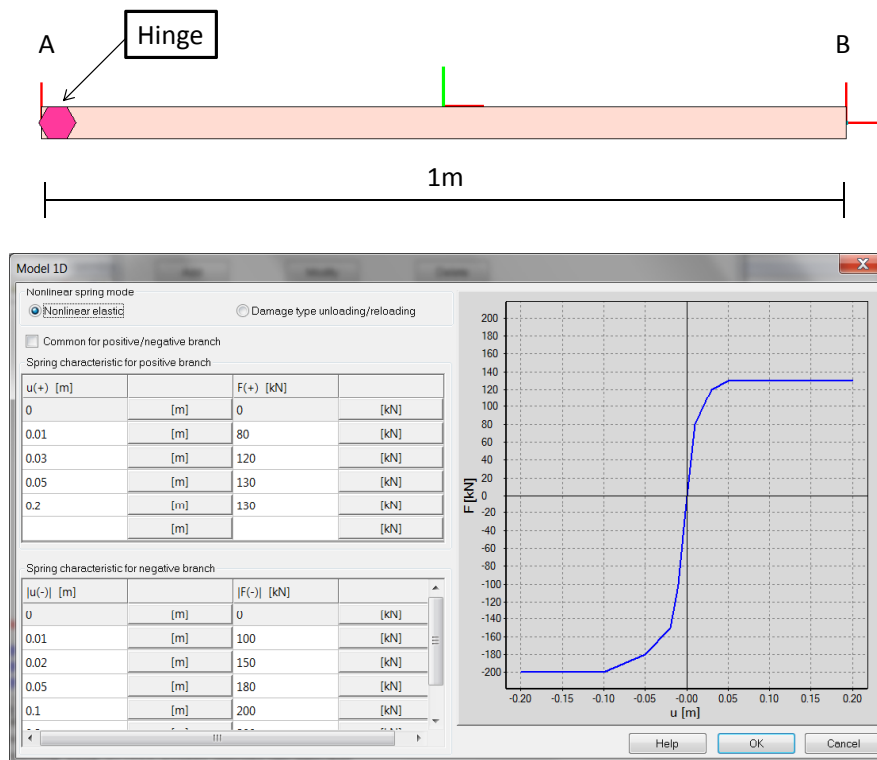 A
Hinge
B
1m
Model 1D
Nonlinear spring mode
Nonlinear elastic
Damage type unloading/reloading
Common for positive/negative branch
Spring characteristic for positive branch
u(+) [m] F(+) [kN]
0 [m] 0 [kN]
0.01 [m] 80 [kN]
0.03 [m] 120 [kN]
0.05 [m] 130 [kN]
0.2 [m] 130 [kN]
[m] [kN]
Spring characteristic for negative branch
|u(-)| [m] |F(-)| [kN]
0 [m] 0 [kN]
0.01 [m] 100 [kN]
0.02 [m] 150 [kN]
0.05 [m] 180 [kN]
0.1 [m] 200 [kN]
F [kN]
200
180
160
140
120
100
80
60
40
20
0
-20
-40
-60
-80
-100
-120
-140
-160
-180
-200
-0.20 -0.15 -0.10 -0.05 -0.00 0.05 0.10 0.15 0.20
u [m]
Help
OK
Cancel